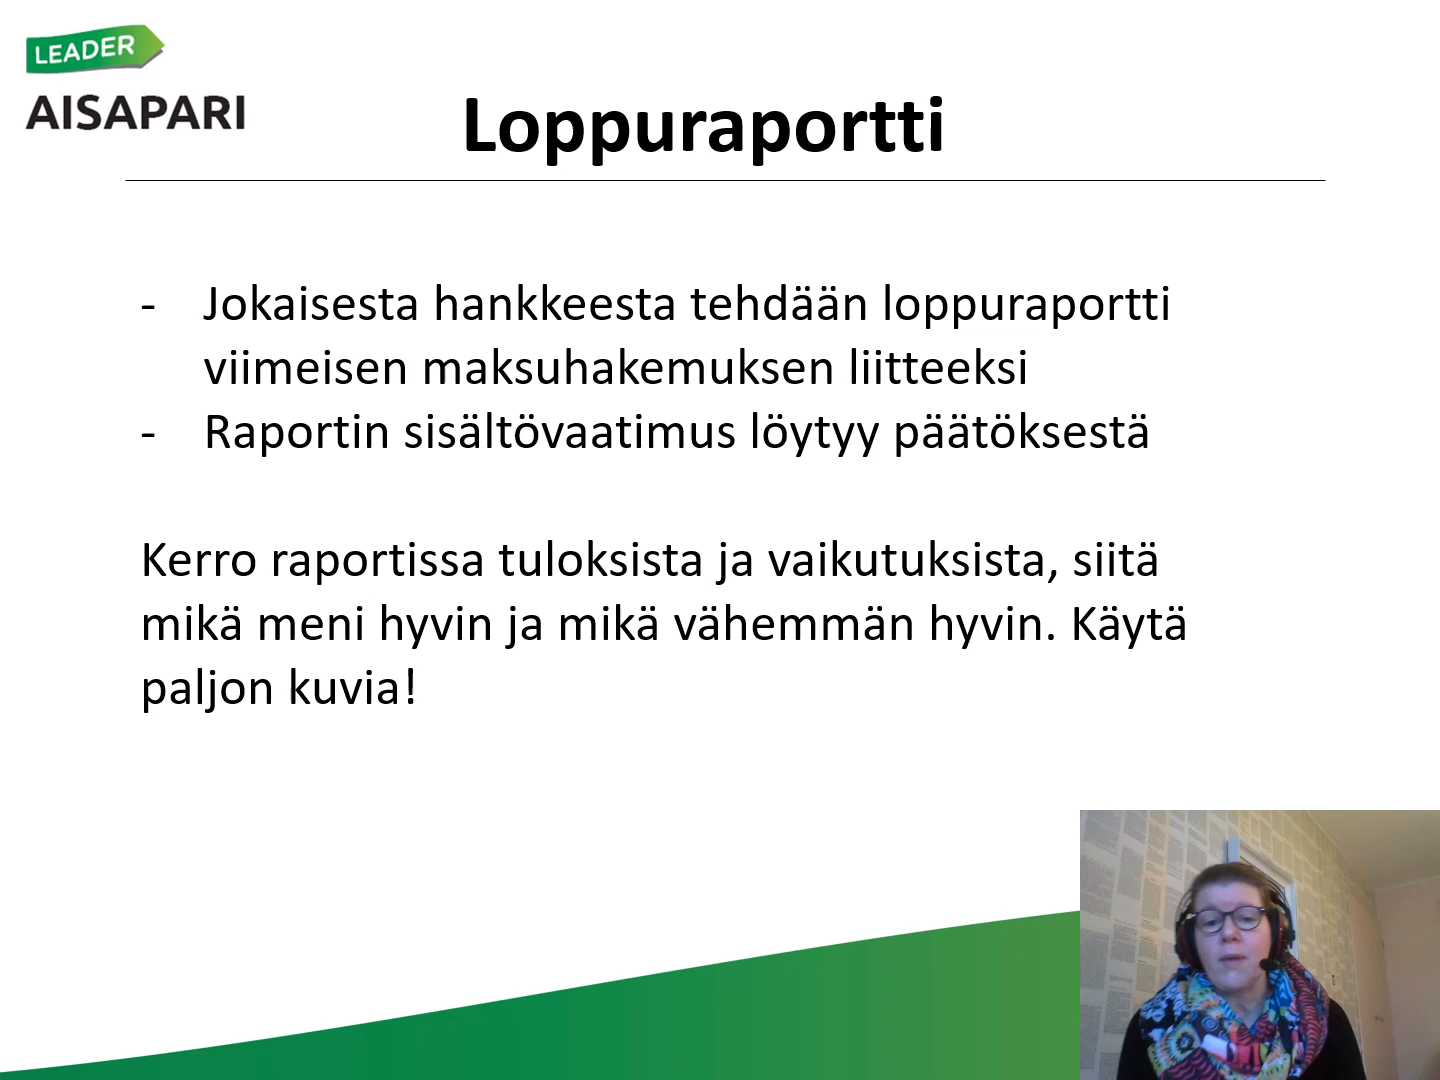 LEADER
AISAPARI
Loppuraportti
- Jokaisesta hankkeesta tehdään loppuraportti
viimeisen maksuhakemuksen liitteeksi
- Raportin sisältövaatimus löytyy päätöksestä
Kerro raportissa tuloksista ja vaikutuksista, siitä
mikä meni hyvin ja mikä vähemmän hyvin. Käytä
paljon kuvia!